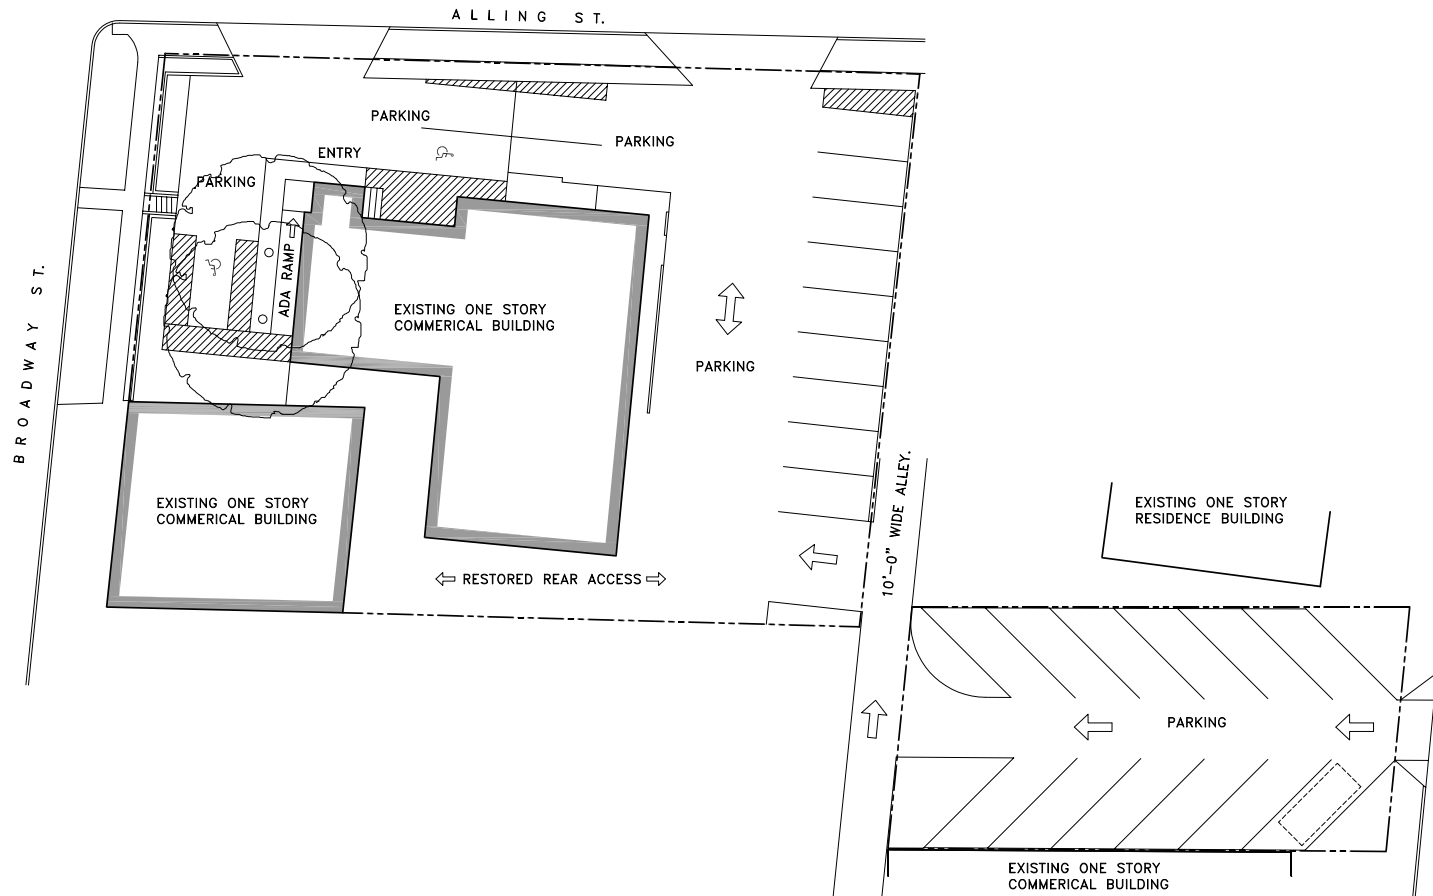 ALLING ST.
PARKING
PARKING
ENTRY
PARKING
ADA RAMP
BROADWAY ST.
EXISTING ONE STORY
COMMERICAL BUILDING
PARKING
10'-0" WIDE ALLEY.
EXISTING ONE STORY
COMMERICAL BUILDING
EXISTING ONE STORY
RESIDENCE BUILDING
RESTORED REAR ACCESS
PARKING
EXISTING ONE STORY
COMMERICAL BUILDING